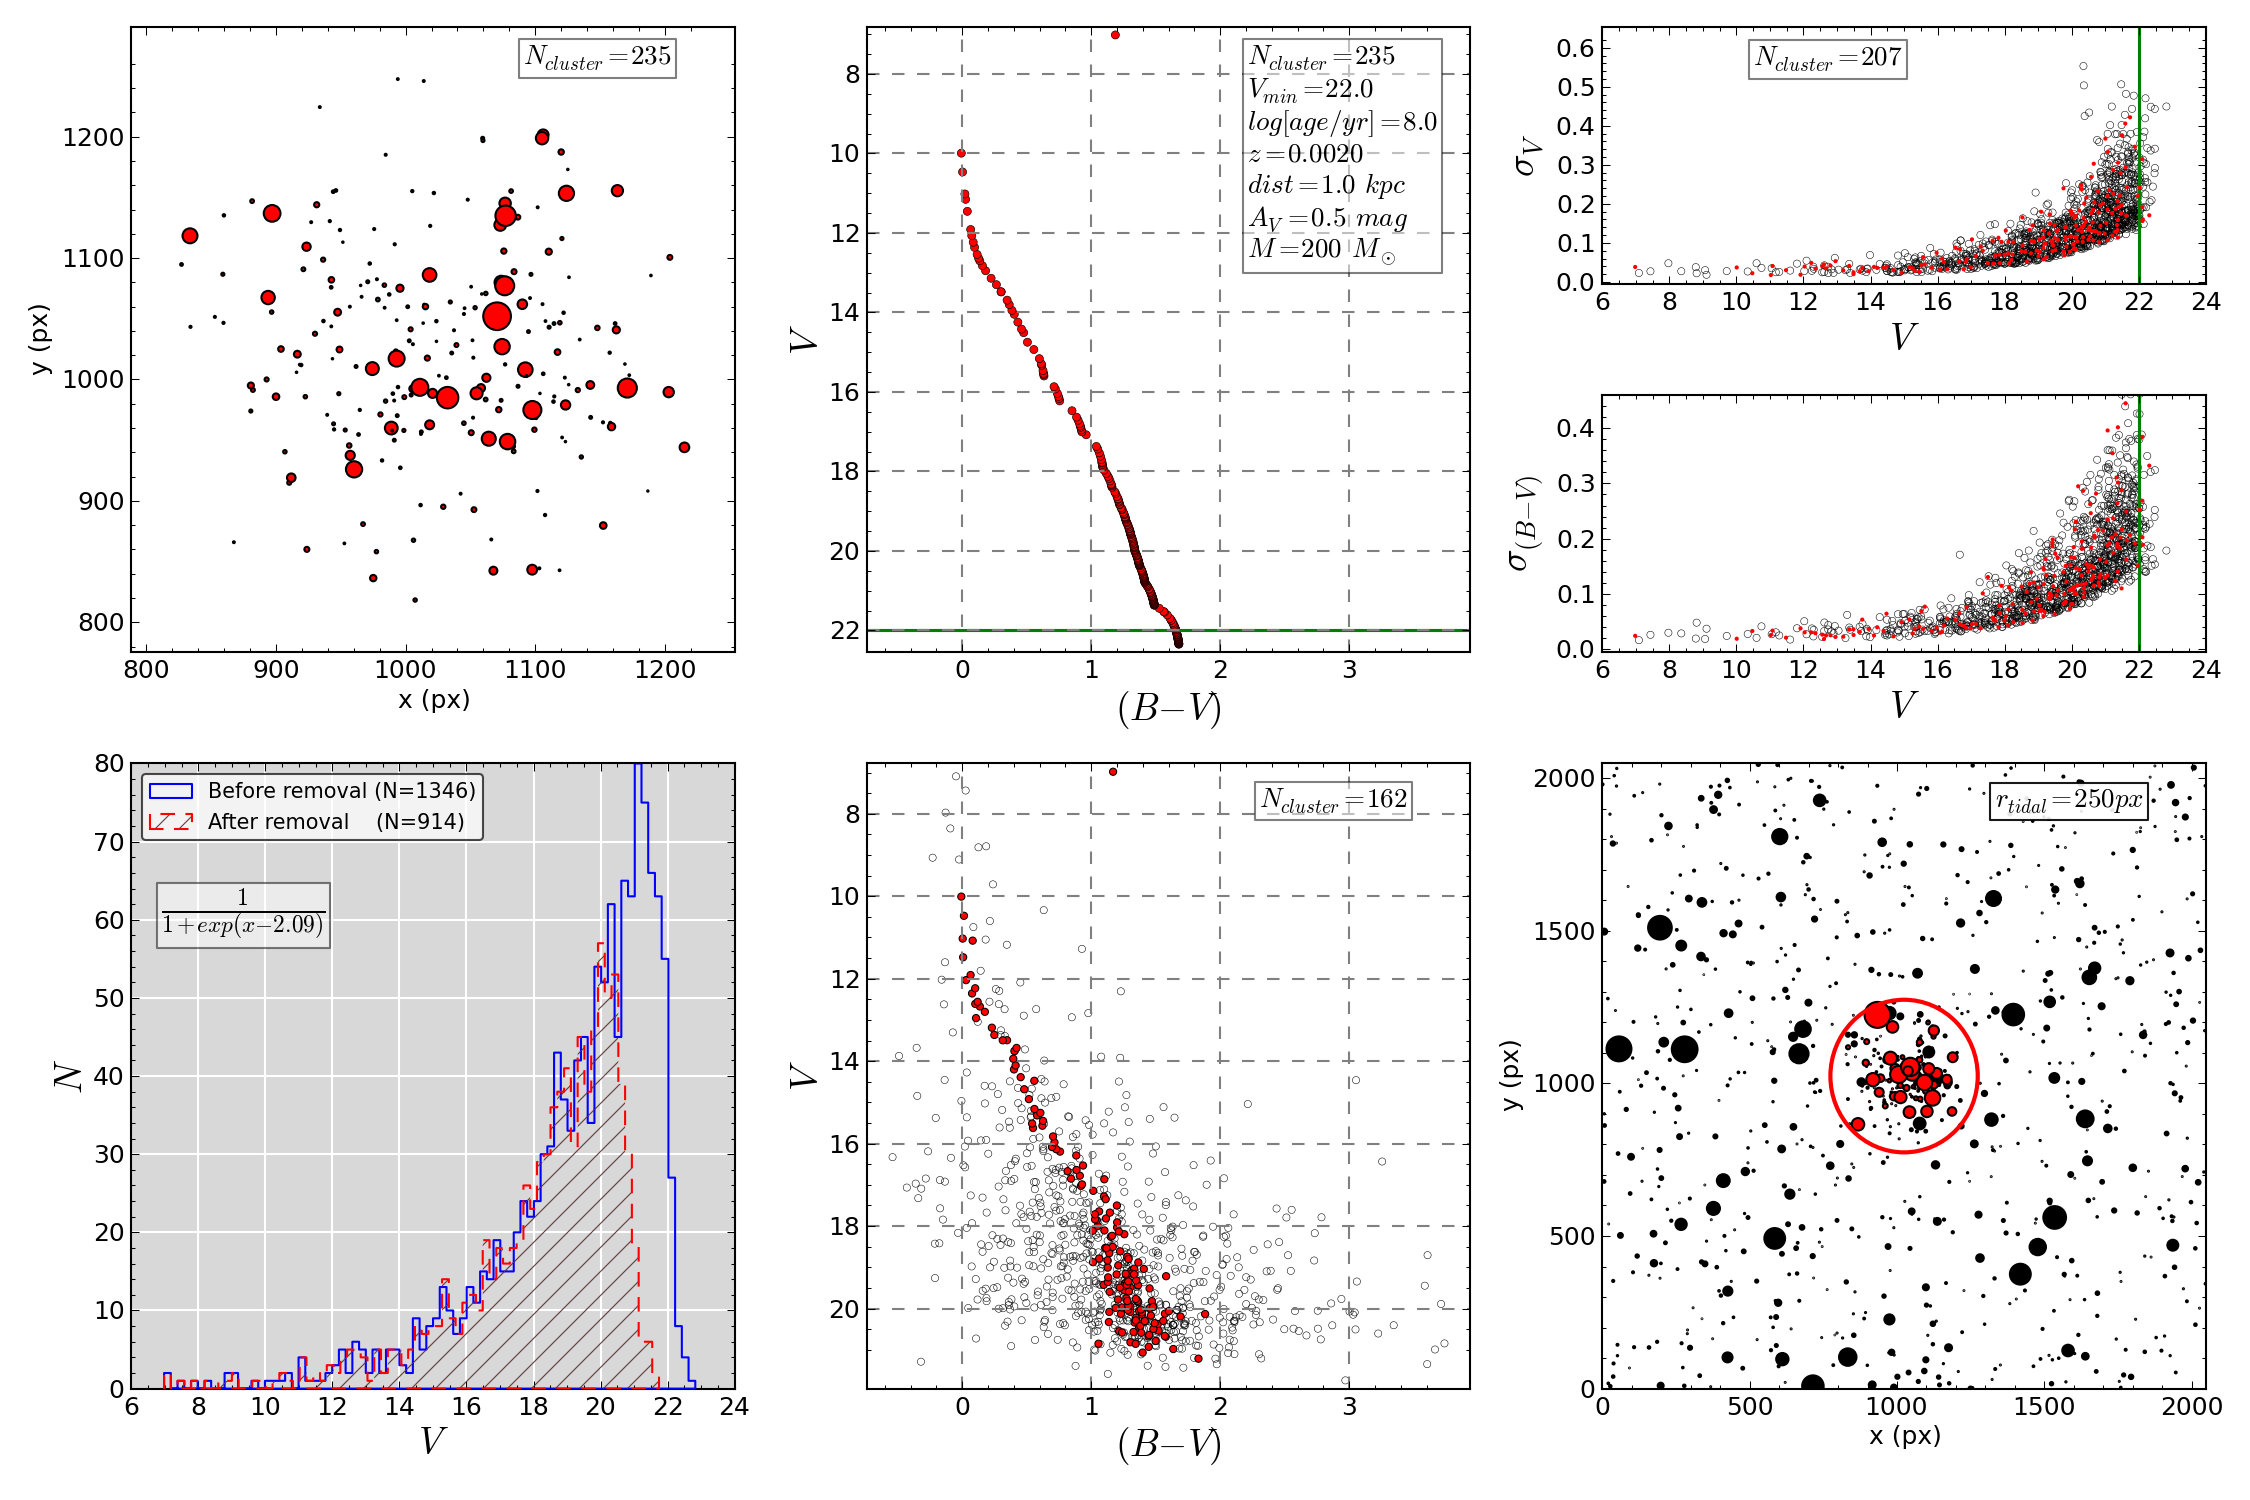 N_cluster=235
1200
1100
1000
900
800
y (px)
800 900 1000 1100 1200
x (px)
N_cluster=235
V_min=22.0
log[age/yr]=8.0
z=0.0020
dist=1.0 kpc
A_V=0.5 mag
M=200 M_⊙
8
10
12
14
16
18
20
22
V
0 1 2 3
(B−V)
N_cluster=207
0.6
0.5
0.4
0.3
0.2
0.1
0.0
σ_V
6 8 10 12 14 16 18 20 22 24
V
0.4
0.3
0.2
0.1
0.0
σ_(B−V)
6 8 10 12 14 16 18 20 22 24
V
80
70
60
50
40
30
20
10
0
N
Before removal (N=1346)
After removal (N=914)
1
1+exp(x−2.09)
6 8 10 12 14 16 18 20 22 24
V
N_cluster=162
8
10
12
14
16
18
20
V
0 1 2 3
(B−V)
r_tidal=250px
2000
1500
1000
500
0
y (px)
0 500 1000 1500 2000
x (px)